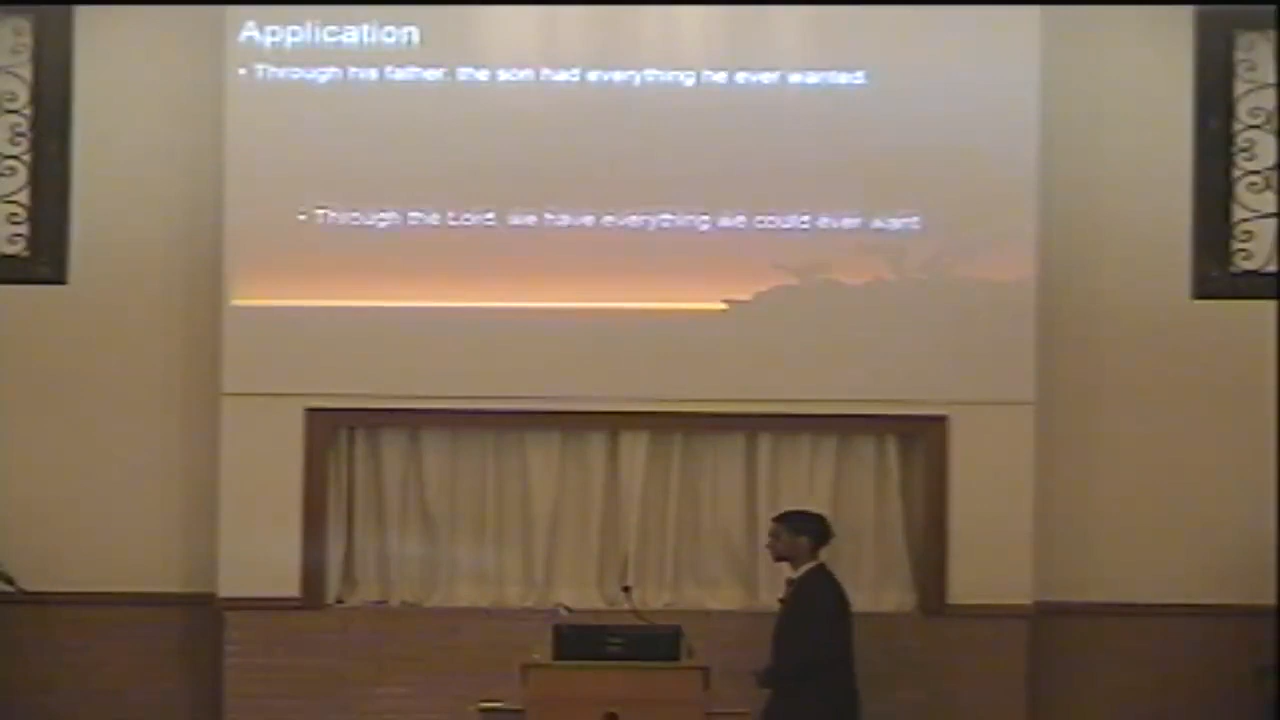 Application
• Through his father, the son had everything he ever wanted.
• Through the Lord, we have everything we could ever want